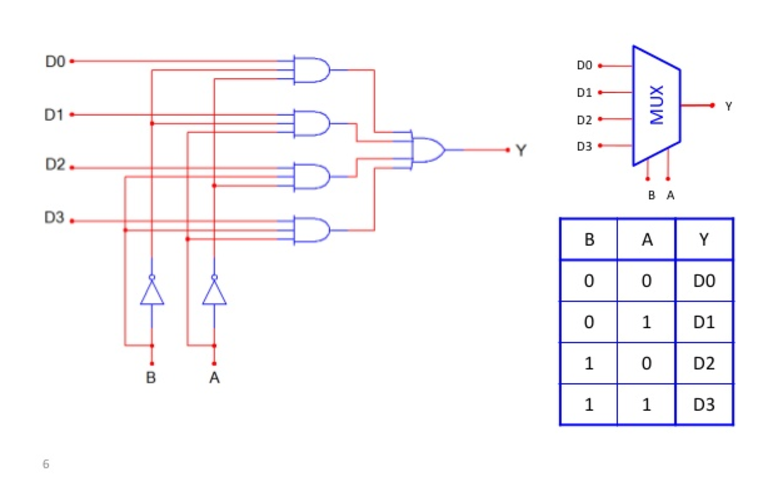 D0
D1
D2
D3
Y
B
A
D0
D1
D2
D3
MUX
Y
B A
B A Y
0 0 D0
0 1 D1
1 0 D2
1 1 D3
6